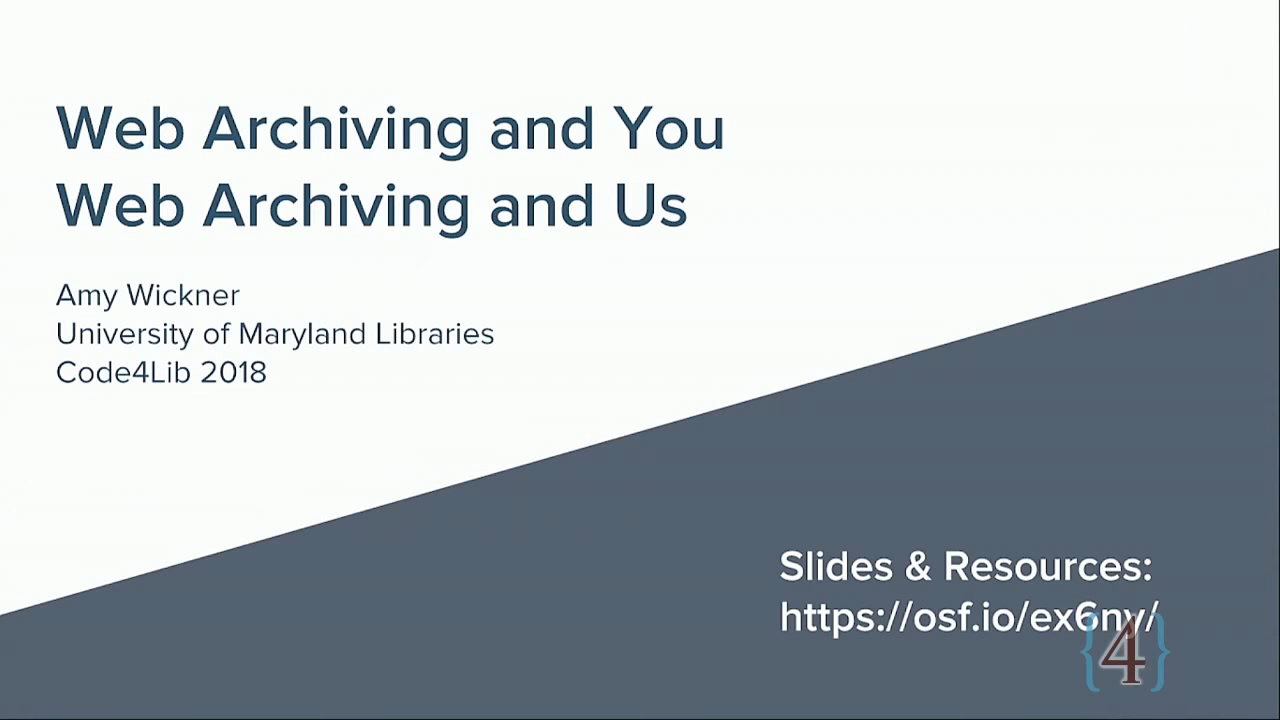 Web Archiving and You
Web Archiving and Us
Amy Wickner
University of Maryland Libraries
Code4Lib 2018
Slides & Resources:
https://osf.io/ex6ny/
{4}